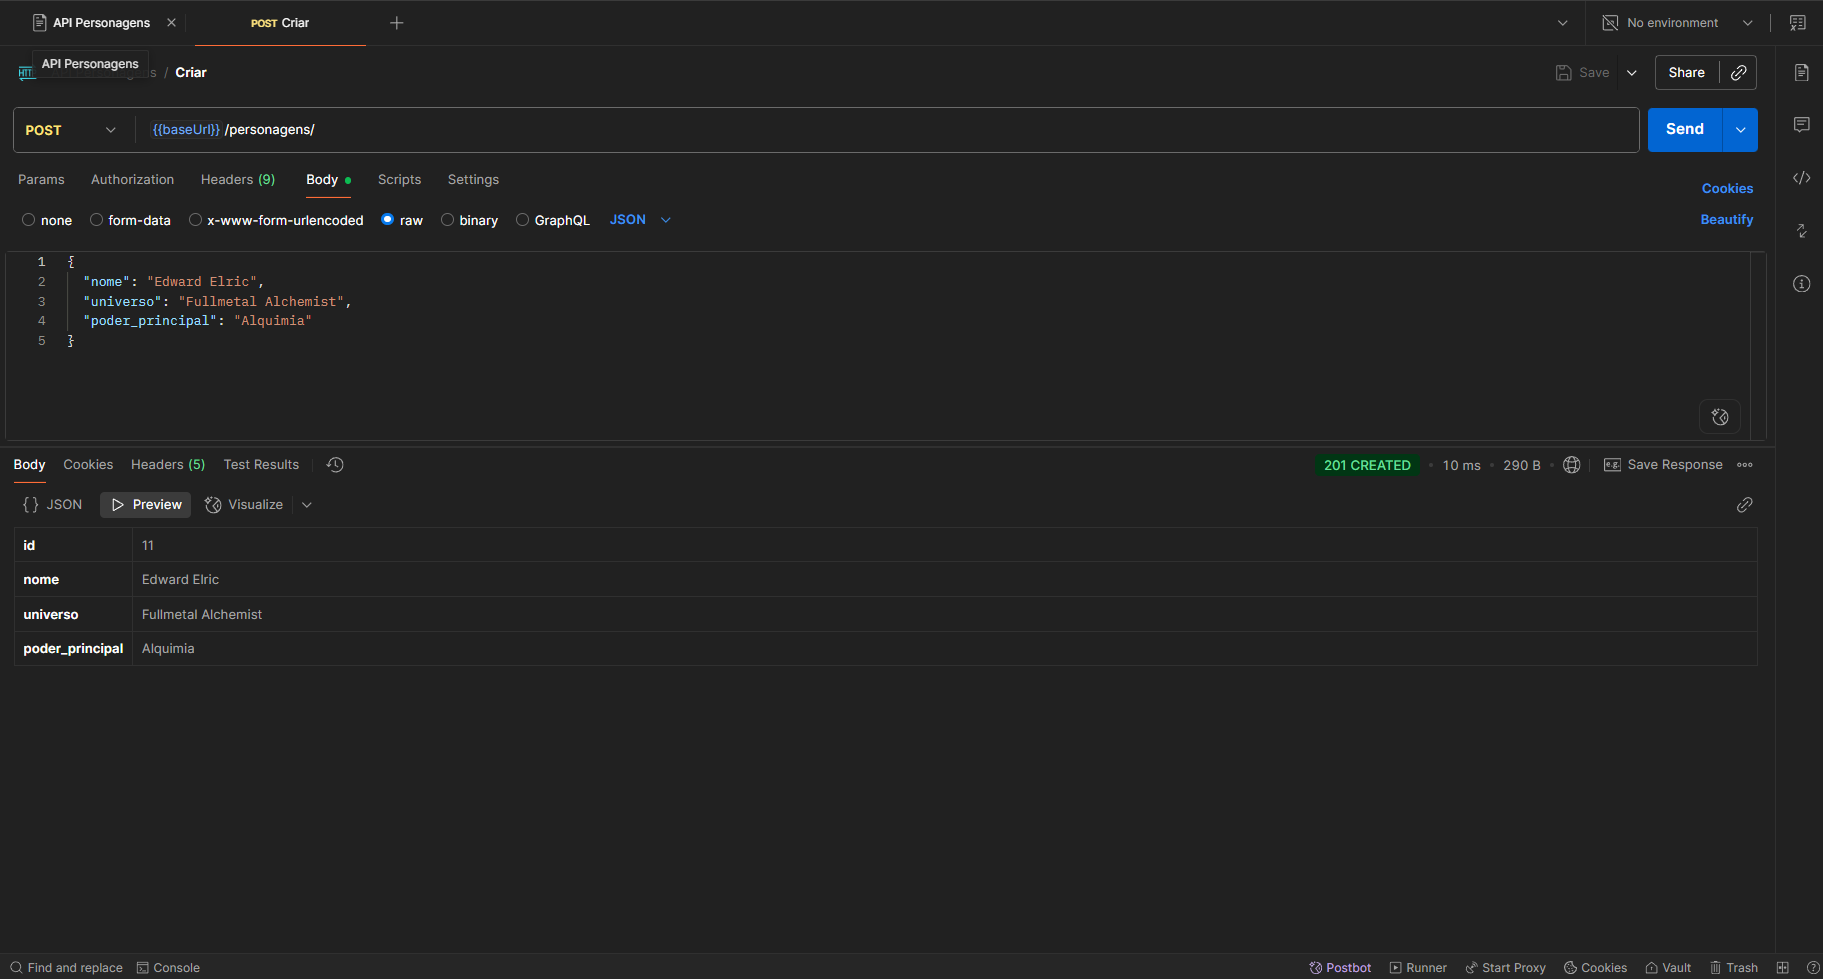 API Personagens
POST Criar
No environment
API Personagens
/ Criar
Save
Share
POST
{{baseUrl}} /personagens/
Send
Params
Authorization
Headers (9)
Body
Scripts
Settings
Cookies
none
form-data
x-www-form-urlencoded
raw
binary
GraphQL
JSON
Beautify
1 {
2 "nome": "Edward Elric",
3 "universo": "Fullmetal Alchemist",
4 "poder_principal": "Alquimia"
5 }
Body
Cookies
Headers (5)
Test Results
201 CREATED
10 ms
290 B
e.g.
Save Response
{} JSON
Preview
Visualize
id 11
nome Edward Elric
universo Fullmetal Alchemist
poder_principal Alquimia
Find and replace
Console
Postbot
Runner
Start Proxy
Cookies
Vault
Trash